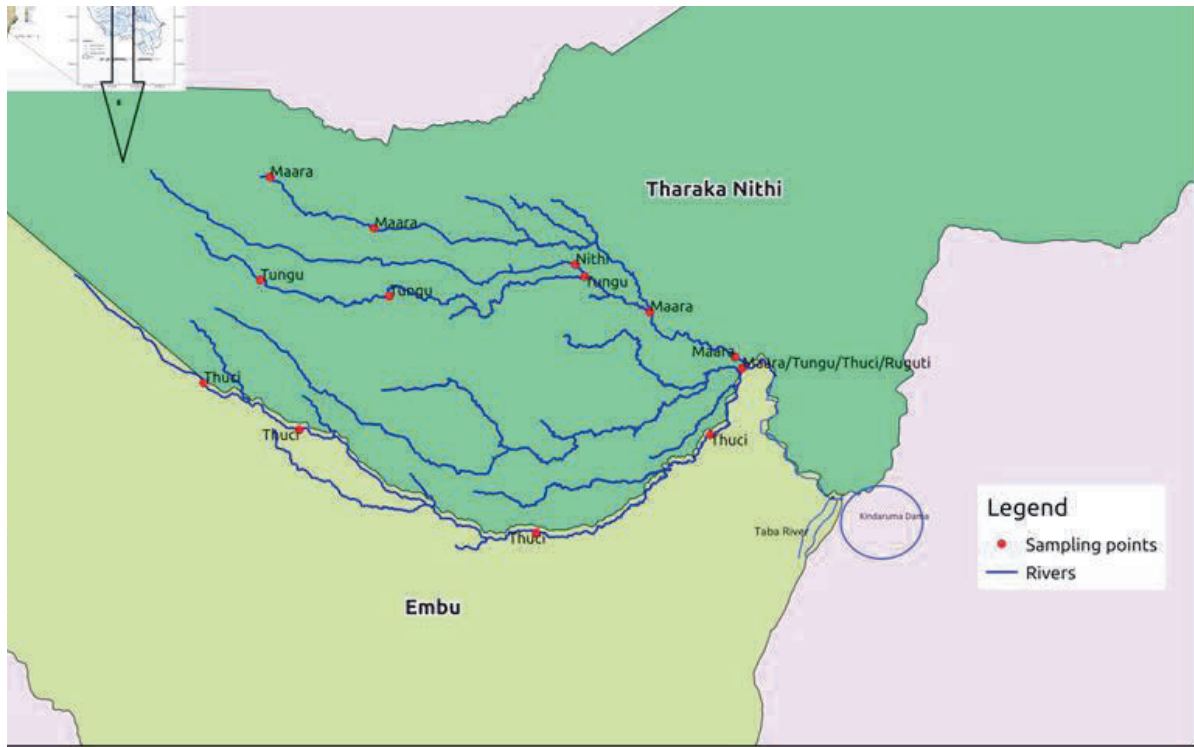 Maara
Tharaka Nithi
Maara
Nithi
Tungu
Tungu
Tungu
Maara
Maara
Maara/Tungu/Thuci/Ruguti
Thuci
Thuci
Thuci
Legend
Kindaruma Dama
Taba River
Thuci
Sampling points
Rivers
Embu